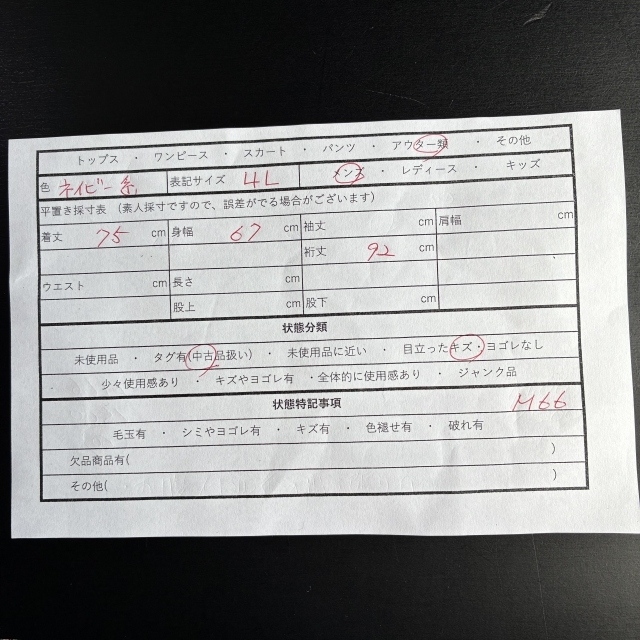 トップス ・ ワンピース ・ スカート ・ パンツ ・ アウター類 ・ その他
色 ネイビー系 表記サイズ 4L メンズ ・ レディース ・ キッズ
平置き採寸表 (素人採寸ですので、誤差がでる場合がございます)
着丈 75 cm 身幅 67 cm 袖丈 cm 肩幅 cm
裄丈 92 cm
ウエスト cm 長さ cm
股上 cm 股下 cm
状態分類
未使用品 ・ タグ有(中古品扱い) ・ 未使用品に近い ・ 目立ったキズ・ヨゴレなし
少々使用感あり ・ キズやヨゴレ有 ・全体的に使用感あり ・ ジャンク品
状態特記事項 M66
毛玉有 ・ シミやヨゴレ有 ・ キズ有 ・ 色褪せ有 ・ 破れ有
欠品商品有( )
その他( )